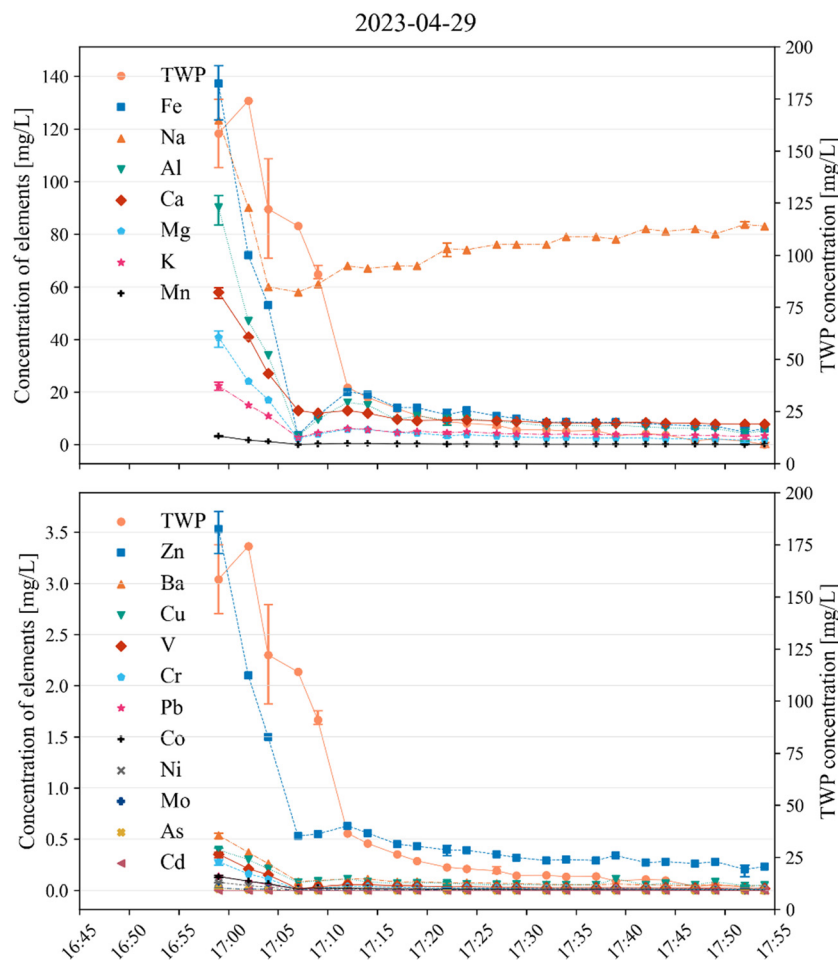 2023-04-29
Concentration of elements [mg/L]
140
120
100
80
60
40
20
0
TWP
Fe
Na
Al
Ca
Mg
K
Mn
200
175
150
125
100
75
50
25
0
TWP concentration [mg/L]
Concentration of elements [mg/L]
3.5
3.0
2.5
2.0
1.5
1.0
0.5
0.0
TWP
Zn
Ba
Cu
V
Cr
Pb
Co
Ni
Mo
As
Cd
200
175
150
125
100
75
50
25
0
TWP concentration [mg/L]
16:45
16:50
16:55
17:00
17:05
17:10
17:15
17:20
17:25
17:30
17:35
17:40
17:45
17:50
17:55